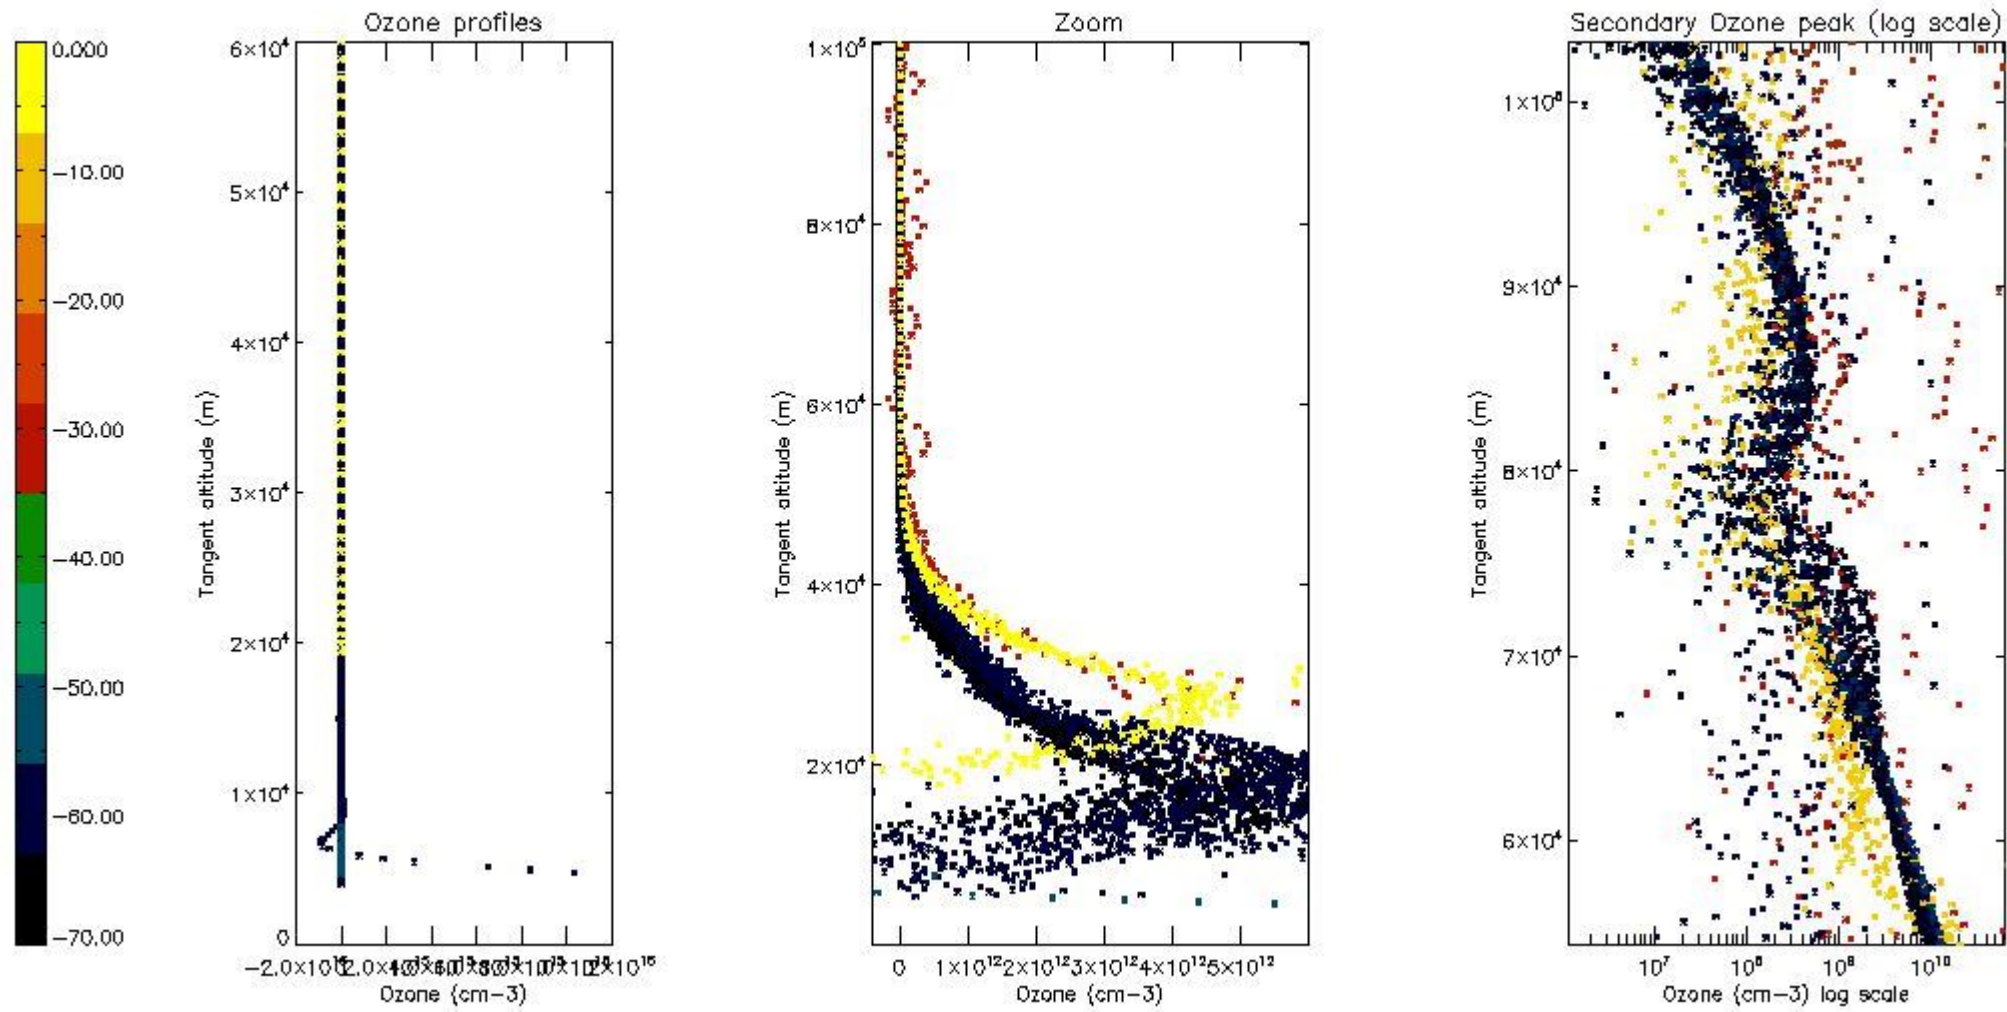 Ozone profiles
Zoom
Secondary Ozone peak (log scale)
0.000
−10.00
−20.00
−30.00
−40.00
−50.00
−60.00
−70.00
6×10⁴
5×10⁴
4×10⁴
3×10⁴
2×10⁴
1×10⁴
0
Tangent altitude (m)
Ozone (cm−3)
1×10⁵
8×10⁴
6×10⁴
4×10⁴
2×10⁴
Tangent altitude (m)
0 1×10¹² 2×10¹² 3×10¹² 4×10¹² 5×10¹²
Ozone (cm−3)
1×10⁵
9×10⁴
8×10⁴
7×10⁴
6×10⁴
Tangent altitude (m)
10⁷ 10⁸ 10⁹ 10¹⁰
Ozone (cm−3) log scale